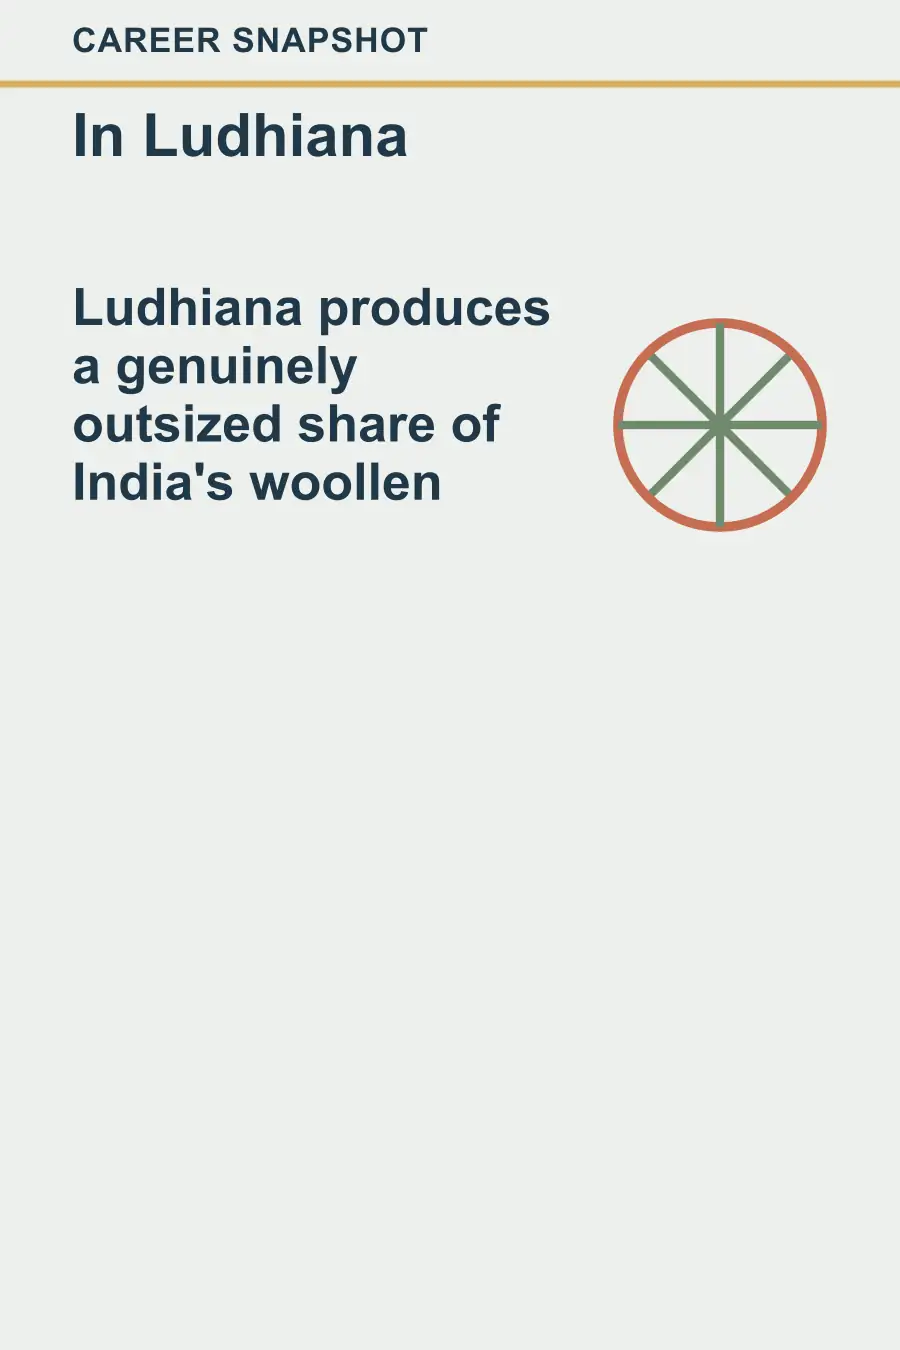 CAREER SNAPSHOT
In Ludhiana
Ludhiana produces
a genuinely
outsized share of
India's woollen